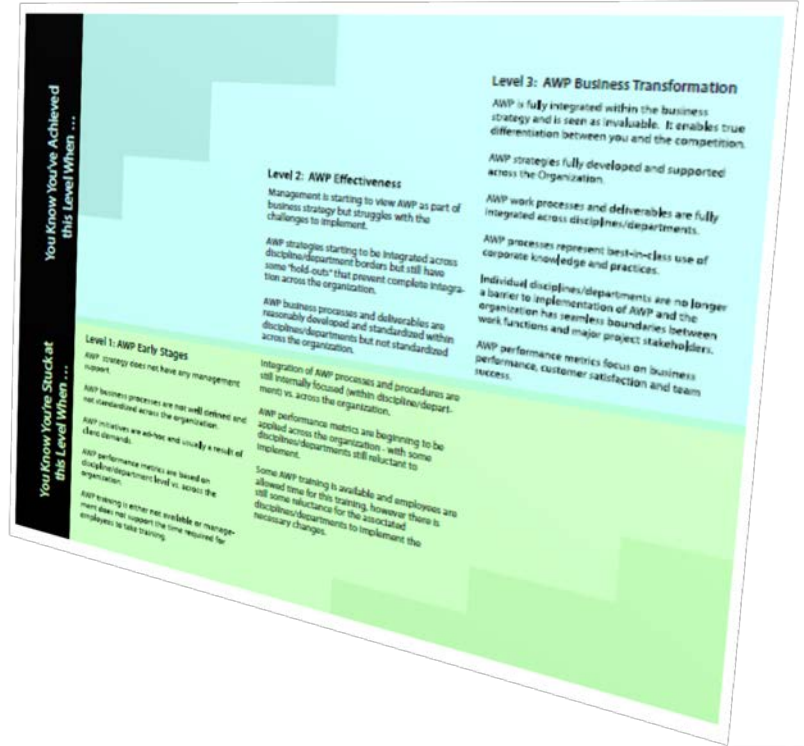 You Know You've Achieved
this Level When ...
You Know You're Stuck at
this Level When ...
Level 1: AWP Early Stages
AWP strategy does not have any management
support.
AWP business processes are not well defined and
not standardized across the organization.
AWP initiatives are ad-hoc and usually a result of
client demands.
AWP performance metrics are based on
discipline/department level vs. across the
organization.
AWP training is either not available or manage-
ment does not support the time required for
employees to take training.
Level 2: AWP Effectiveness
Management is starting to view AWP as part of
business strategy but struggles with the
challenges to implement.
AWP strategies starting to be integrated across
discipline/department borders but still have
some "hold-outs" that prevent complete integra-
tion across the organization.
AWP business processes and deliverables are
reasonably developed and standardized within
disciplines/departments but not standardized
across the organization.
Integration of AWP processes and procedures are
still internally focused (within discipline/depart-
ment) vs. across the organization.
AWP performance metrics are beginning to be
applied across the organization - with some
disciplines/departments still reluctant to
implement.
Some AWP training is available and employees are
allowed time for this training, however there is
still some reluctance for the associated
disciplines/departments to implement the
necessary changes.
Level 3: AWP Business Transformation
AWP is fully integrated within the business
strategy and is seen as invaluable. It enables true
differentiation between you and the competition.
AWP strategies fully developed and supported
across the Organization.
AWP work processes and deliverables are fully
integrated across disciplines/departments.
AWP processes represent best-in-class use of
corporate knowledge and practices.
Individual disciplines/departments are no longer
a barrier to implementation of AWP and the
organization has seamless boundaries between
work functions and major project stakeholders.
AWP performance metrics focus on business
performance, customer satisfaction and team
success.